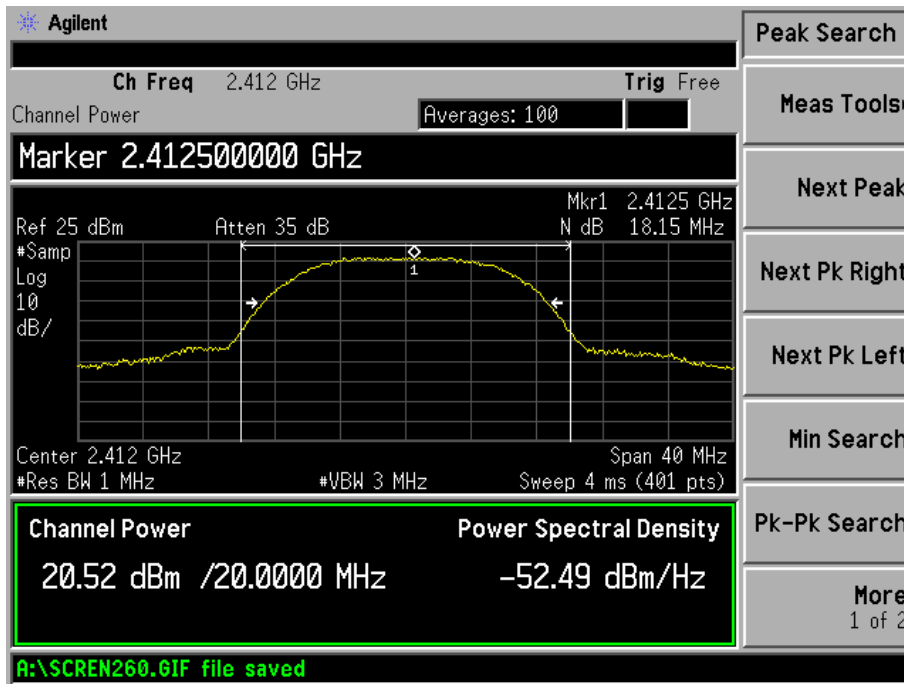 Agilent
Peak Search
Ch Freq 2.412 GHz Trig Free
Channel Power Averages: 100
Meas Tools
Marker 2.412500000 GHz
Next Peak
Mkr1 2.4125 GHz
Ref 25 dBm Atten 35 dB N dB 18.15 MHz
#Samp
Log
10
dB/
1
Next Pk Right
Next Pk Left
Min Search
Center 2.412 GHz Span 40 MHz
#Res BW 1 MHz #VBW 3 MHz Sweep 4 ms (401 pts)
Channel Power Power Spectral Density
20.52 dBm /20.0000 MHz -52.49 dBm/Hz
Pk-Pk Search
More
1 of 2
A:\SCREN260.GIF file saved